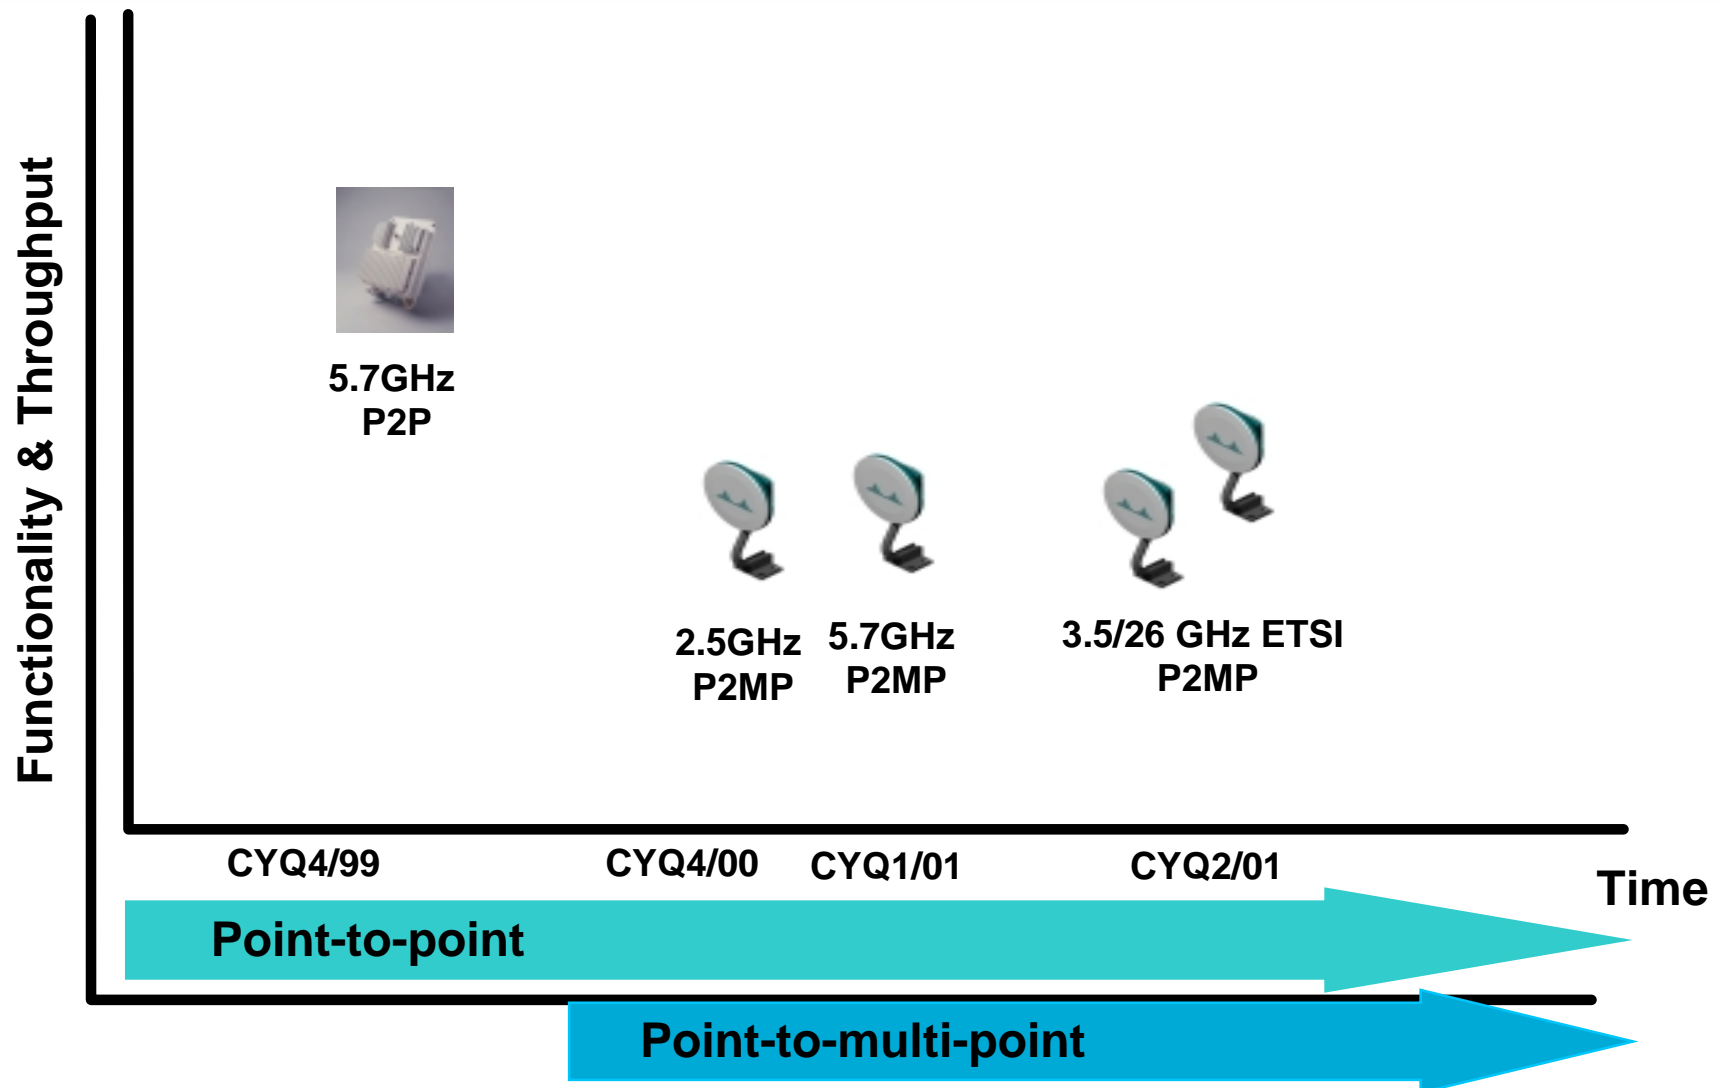 Functionality & Throughput
5.7GHz
P2P
2.5GHz
P2MP
5.7GHz
P2MP
3.5/26 GHz ETSI
P2MP
CYQ4/99
CYQ4/00
CYQ1/01
CYQ2/01
Time
Point-to-point
Point-to-multi-point